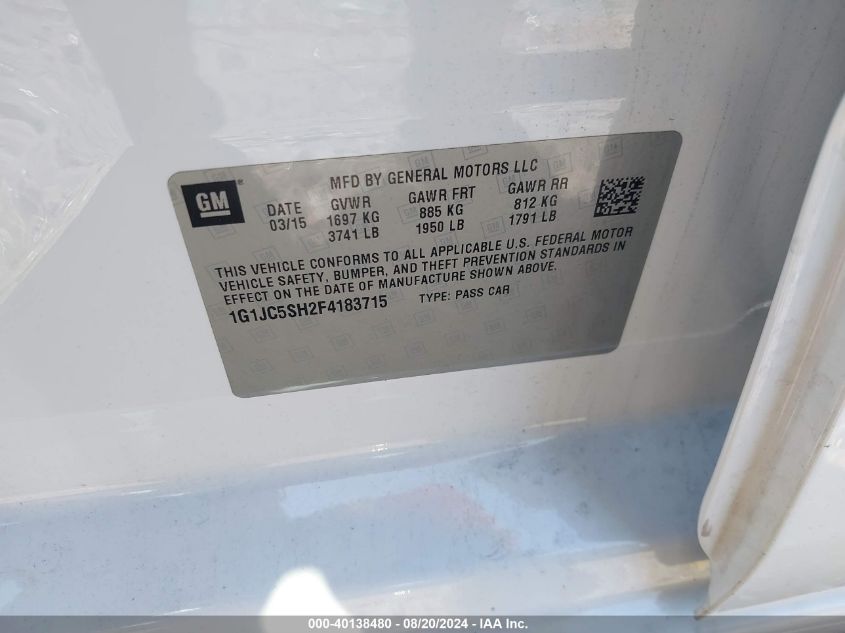 MFD BY GENERAL MOTORS LLC
GM®
DATE GVWR GAWR FRT GAWR RR
03/15 1697 KG 885 KG 812 KG
3741 LB 1950 LB 1791 LB
THIS VEHICLE CONFORMS TO ALL APPLICABLE U.S. FEDERAL MOTOR
VEHICLE SAFETY, BUMPER, AND THEFT PREVENTION STANDARDS IN
EFFECT ON THE DATE OF MANUFACTURE SHOWN ABOVE.
1G1JC5SH2F4183715 TYPE: PASS CAR
000-40138480 - 08/20/2024 - IAA Inc.